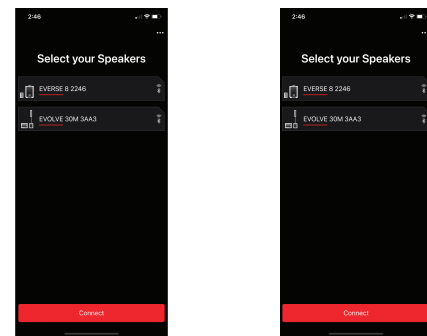 2:46
Select your Speakers
EVERSE 8 2246
EVOLVE 30M 3AA3
Connect
2:46
Select your Speakers
EVERSE 8 2246
EVOLVE 30M 3AA3
Connect